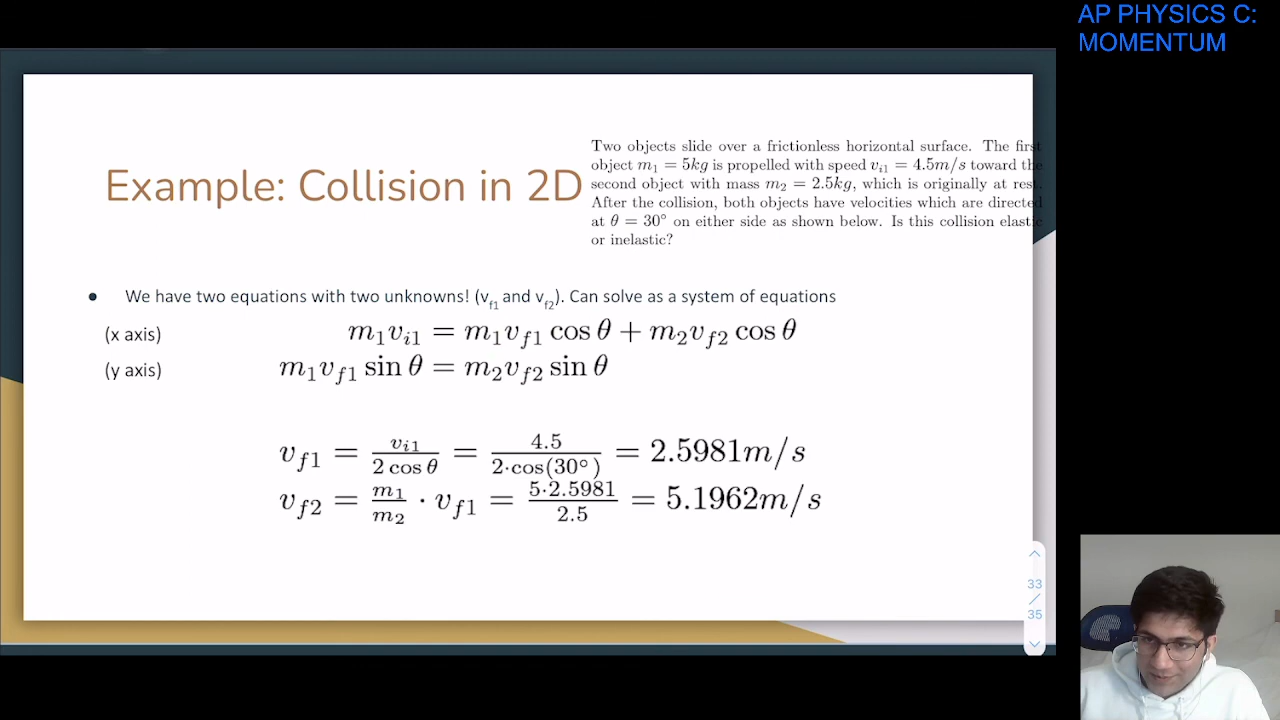 AP PHYSICS C:
MOMENTUM
Example: Collision in 2D
Two objects slide over a frictionless horizontal surface. The first
object m₁ = 5kg is propelled with speed vᵢ₁ = 4.5m/s toward the
second object with mass m₂ = 2.5kg, which is originally at rest.
After the collision, both objects have velocities which are directed
at θ = 30° on either side as shown below. Is this collision elastic
or inelastic?
● We have two equations with two unknowns! (v_f1 and v_f2). Can solve as a system of equations
(x axis) m₁vᵢ₁ = m₁v_f1 cos θ + m₂v_f2 cos θ
(y axis) m₁v_f1 sin θ = m₂v_f2 sin θ
v_f1 = vᵢ₁/(2 cos θ) = 4.5/(2·cos(30°)) = 2.5981m/s
v_f2 = m₁/m₂ · v_f1 = 5·2.5981/2.5 = 5.1962m/s
33
/
35